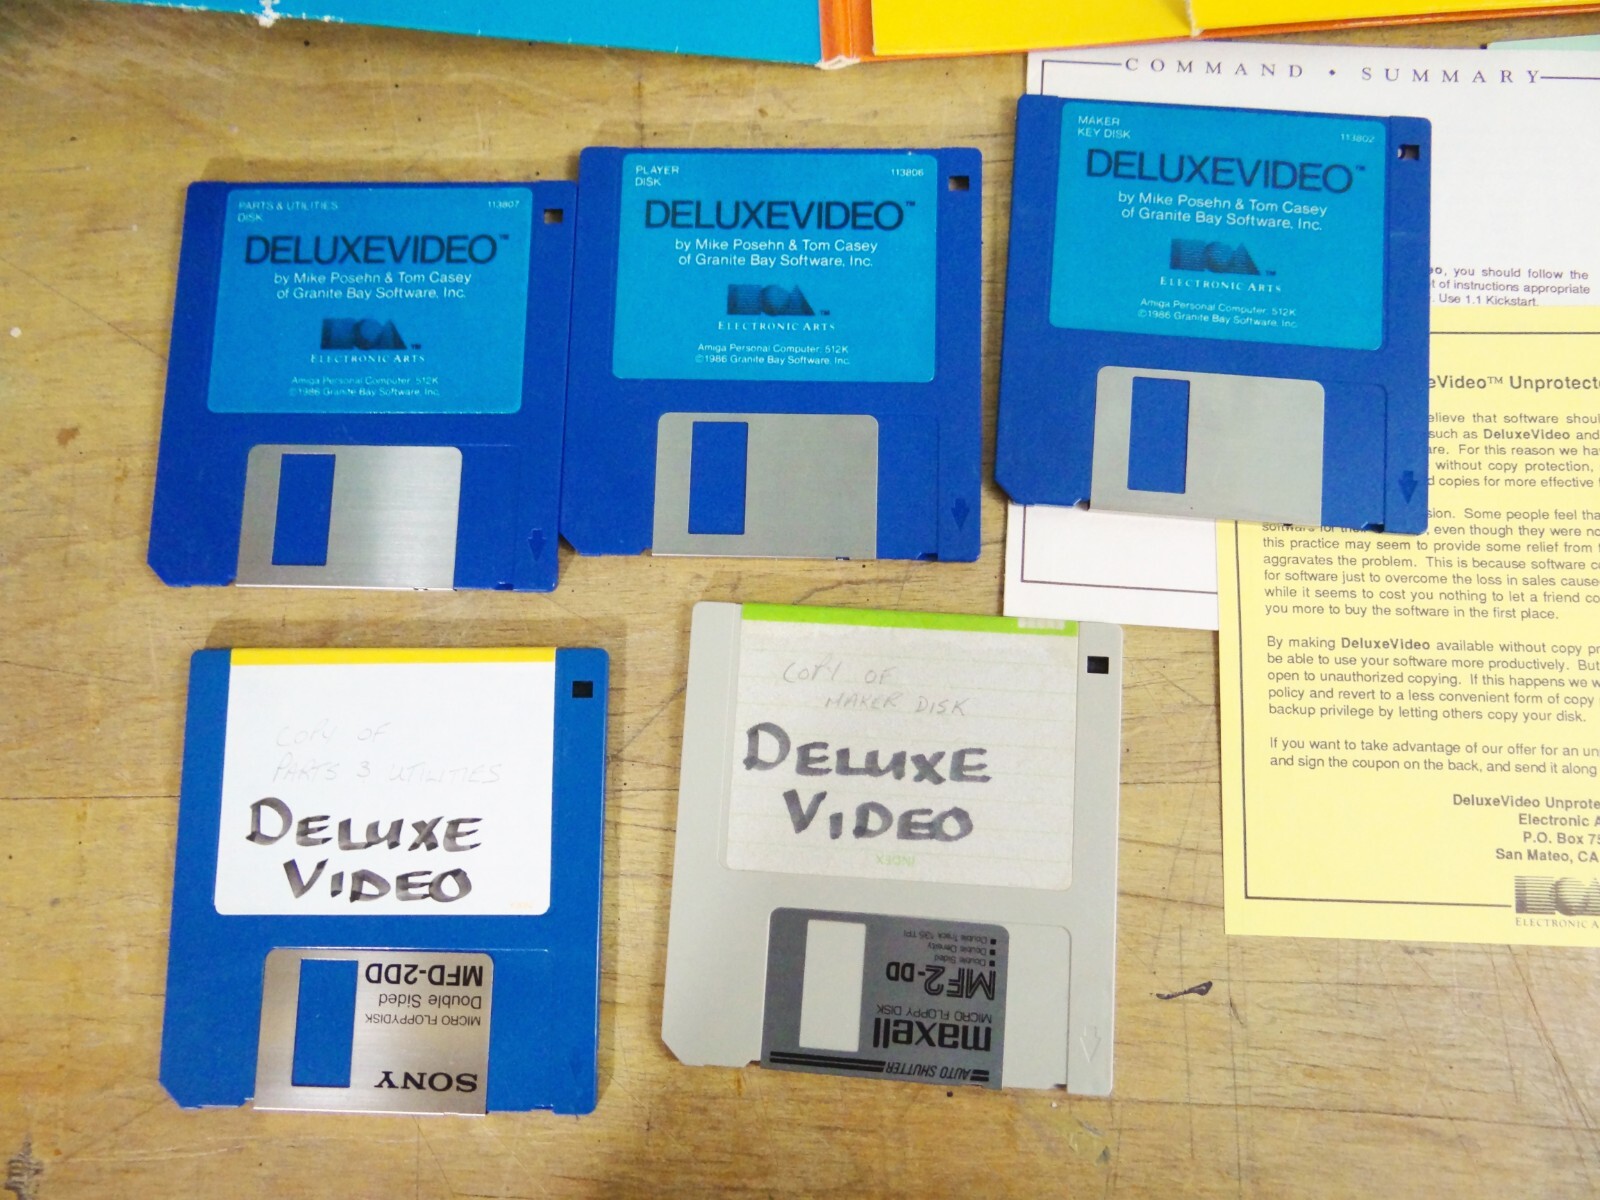 COMMAND • SUMMARY
PARTS & UTILITIES
DISK
113807
DELUXEVIDEO™
by Mike Posehn & Tom Casey
of Granite Bay Software, Inc.
ELECTRONIC ARTS
Amiga Personal Computer: 512K
©1986 Granite Bay Software, Inc.
PLAYER
DISK
113806
DELUXEVIDEO™
by Mike Posehn & Tom Casey
of Granite Bay Software, Inc.
ELECTRONIC ARTS
Amiga Personal Computer: 512K
©1986 Granite Bay Software, Inc.
MAKER
KEY DISK
113802
DELUXEVIDEO™
by Mike Posehn & Tom Casey
of Granite Bay Software, Inc.
ELECTRONIC ARTS
Amiga Personal Computer: 512K
©1986 Granite Bay Software, Inc.
you should follow the
of instructions appropriate
Use 1.1 Kickstart.
eVideo™ Unprotect
elieve that software shoul
such as DeluxeVideo and
are. For this reason we ha
without copy protection,
d copies for more effective
sion. Some people feel tha
software for the , even though they were no
this practice may seem to provide some relief from
aggravates the problem. This is because software c
for software just to overcome the loss in sales cause
while it seems to cost you nothing to let a friend co
you more to buy the software in the first place.
By making DeluxeVideo available without copy pr
be able to use your software more productively. But
open to unauthorized copying. If this happens we w
policy and revert to a less convenient form of copy
backup privilege by letting others copy your disk.
If you want to take advantage of our offer for an un
and sign the coupon on the back, and send it along
DeluxeVideo Unprote
Electronic A
P.O. Box 75
San Mateo, CA
ELECTRONIC A
COPY OF
PARTS & UTILITIES
DELUXE
VIDEO
MFD-2DD
Double Sided
MICRO FLOPPYDISK
SONY
COPY OF
MAKER DISK
DELUXE
VIDEO
INDEX
Double Track 135 TPI
Double Density
Double Sided
MF2-DD
MICRO FLOPPY DISK
maxell
AUTO SHUTTER